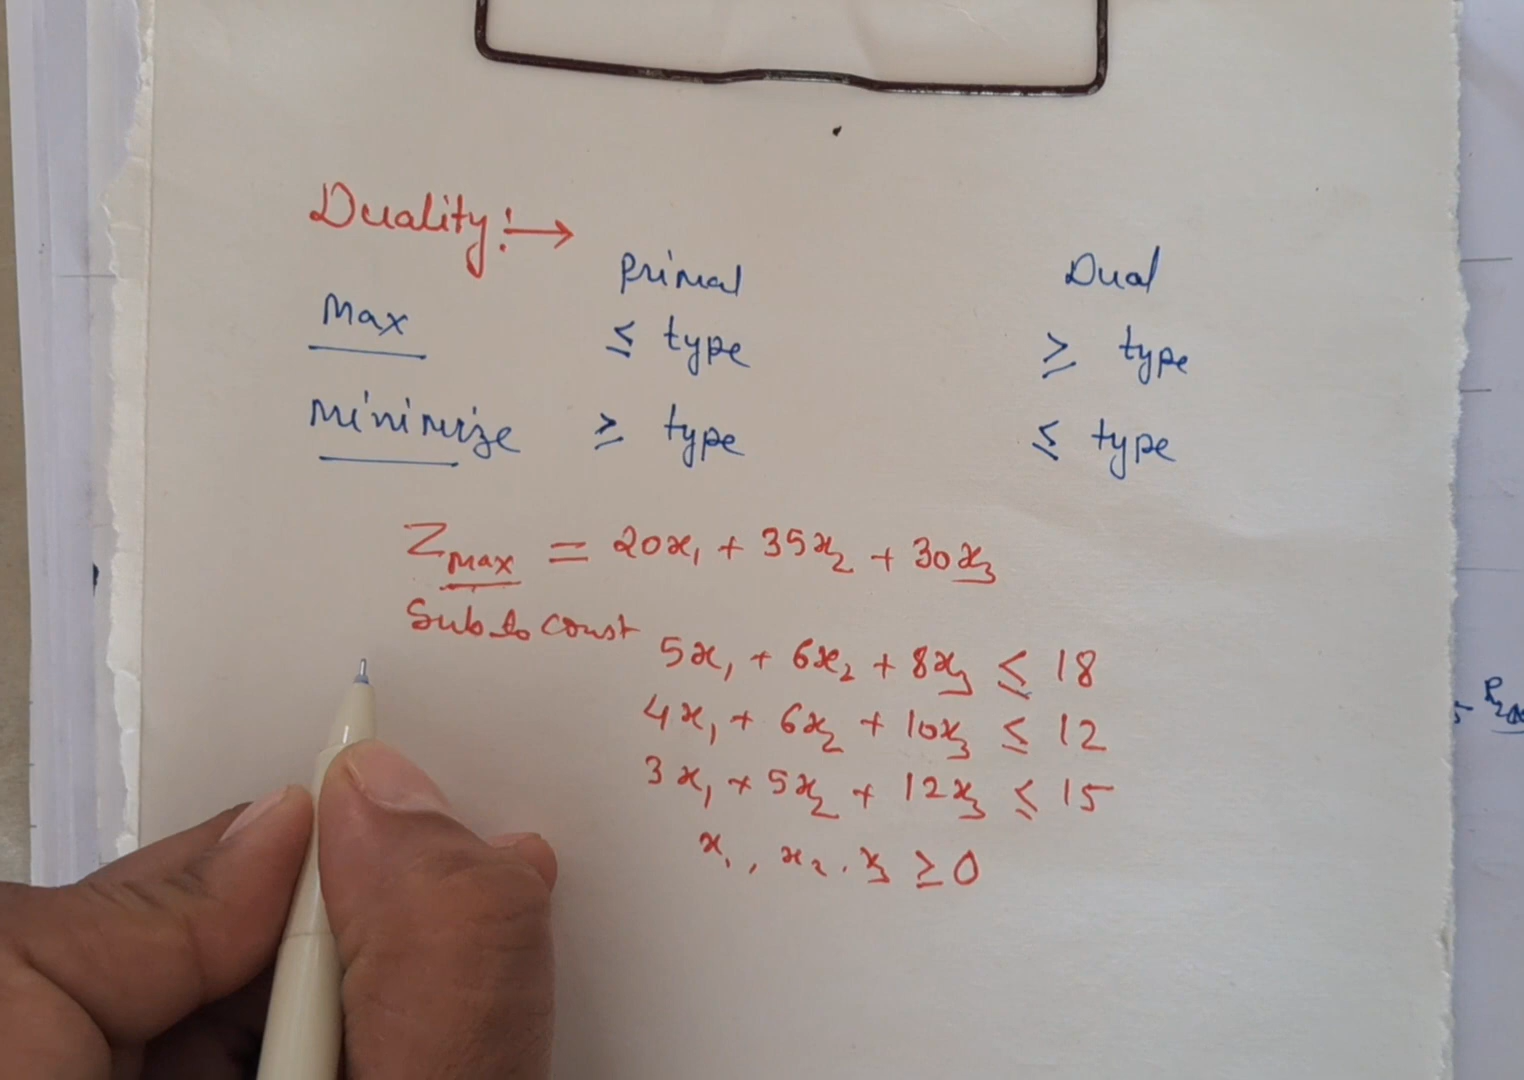 Duality :→
Primal Dual
Max ≤ type ≥ type
Minimize ≥ type ≤ type
Zmax = 20x₁ + 35x₂ + 30x₃
Sub to const
5x₁ + 6x₂ + 8x₃ ≤ 18
4x₁ + 6x₂ + 10x₃ ≤ 12
3x₁ + 5x₂ + 12x₃ ≤ 15
x₁, x₂, x₃ ≥ 0